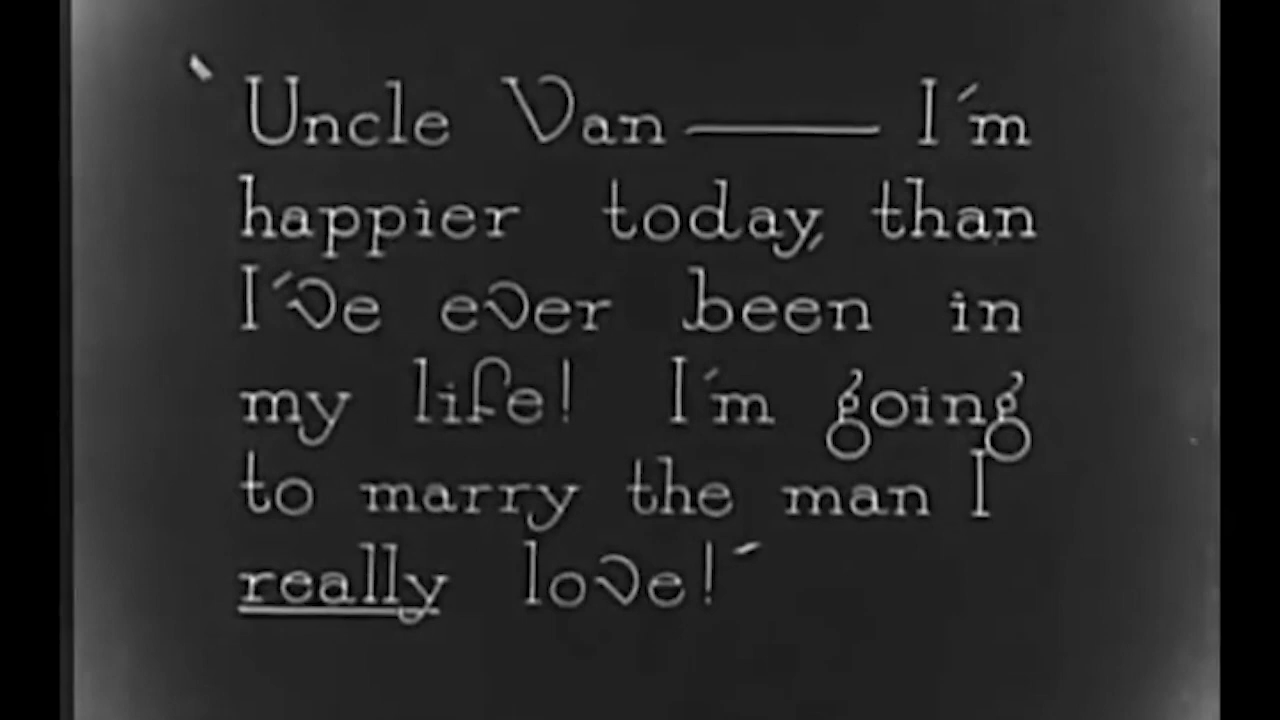 `Uncle Van — I'm
happier today, than
I've ever been in
my life! I'm going
to marry the man I
really love!´